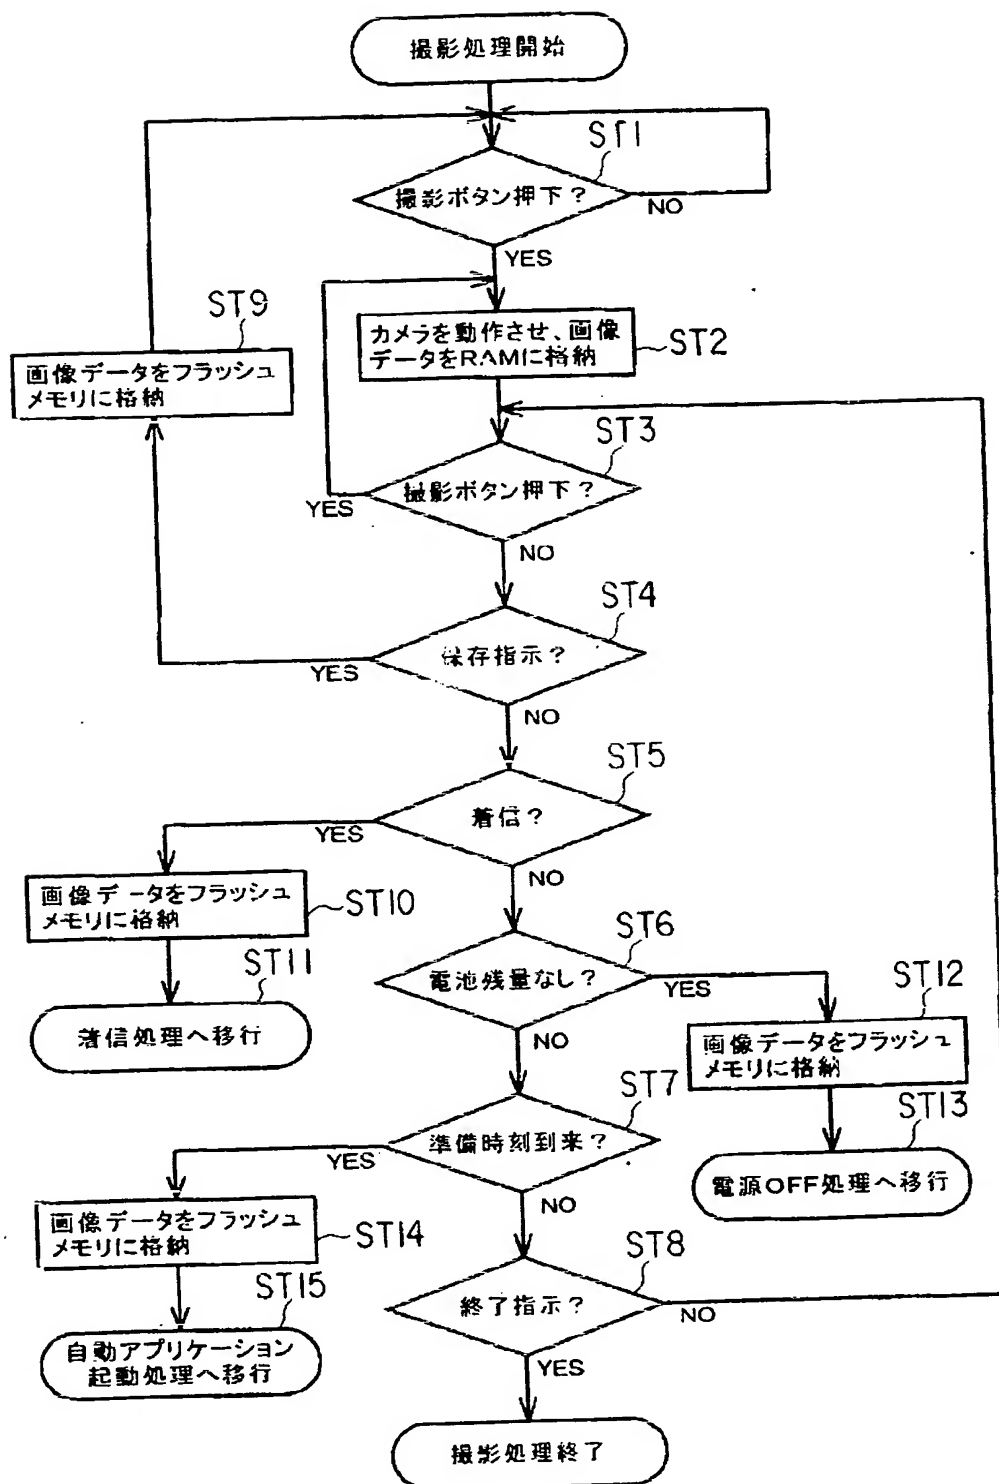 撮影処理開始
ST1
撮影ボタン押下？
NO
YES
ST9
画像データをフラッシュ
メモリに格納
カメラを動作させ、画像
データをRAMに格納
ST2
ST3
撮影ボタン押下？
YES
NO
ST4
保存指示？
YES
NO
ST5
着信？
YES
NO
画像データをフラッシュ
メモリに格納
ST10
ST11
着信処理へ移行
ST6
電池残量なし？
YES
NO
ST12
画像データをフラッシュ
メモリに格納
ST13
電源OFF処理へ移行
ST7
準備時刻到来？
YES
NO
画像データをフラッシュ
メモリに格納
ST14
ST15
自動アプリケーション
起動処理へ移行
ST8
終了指示？
NO
YES
撮影処理終了